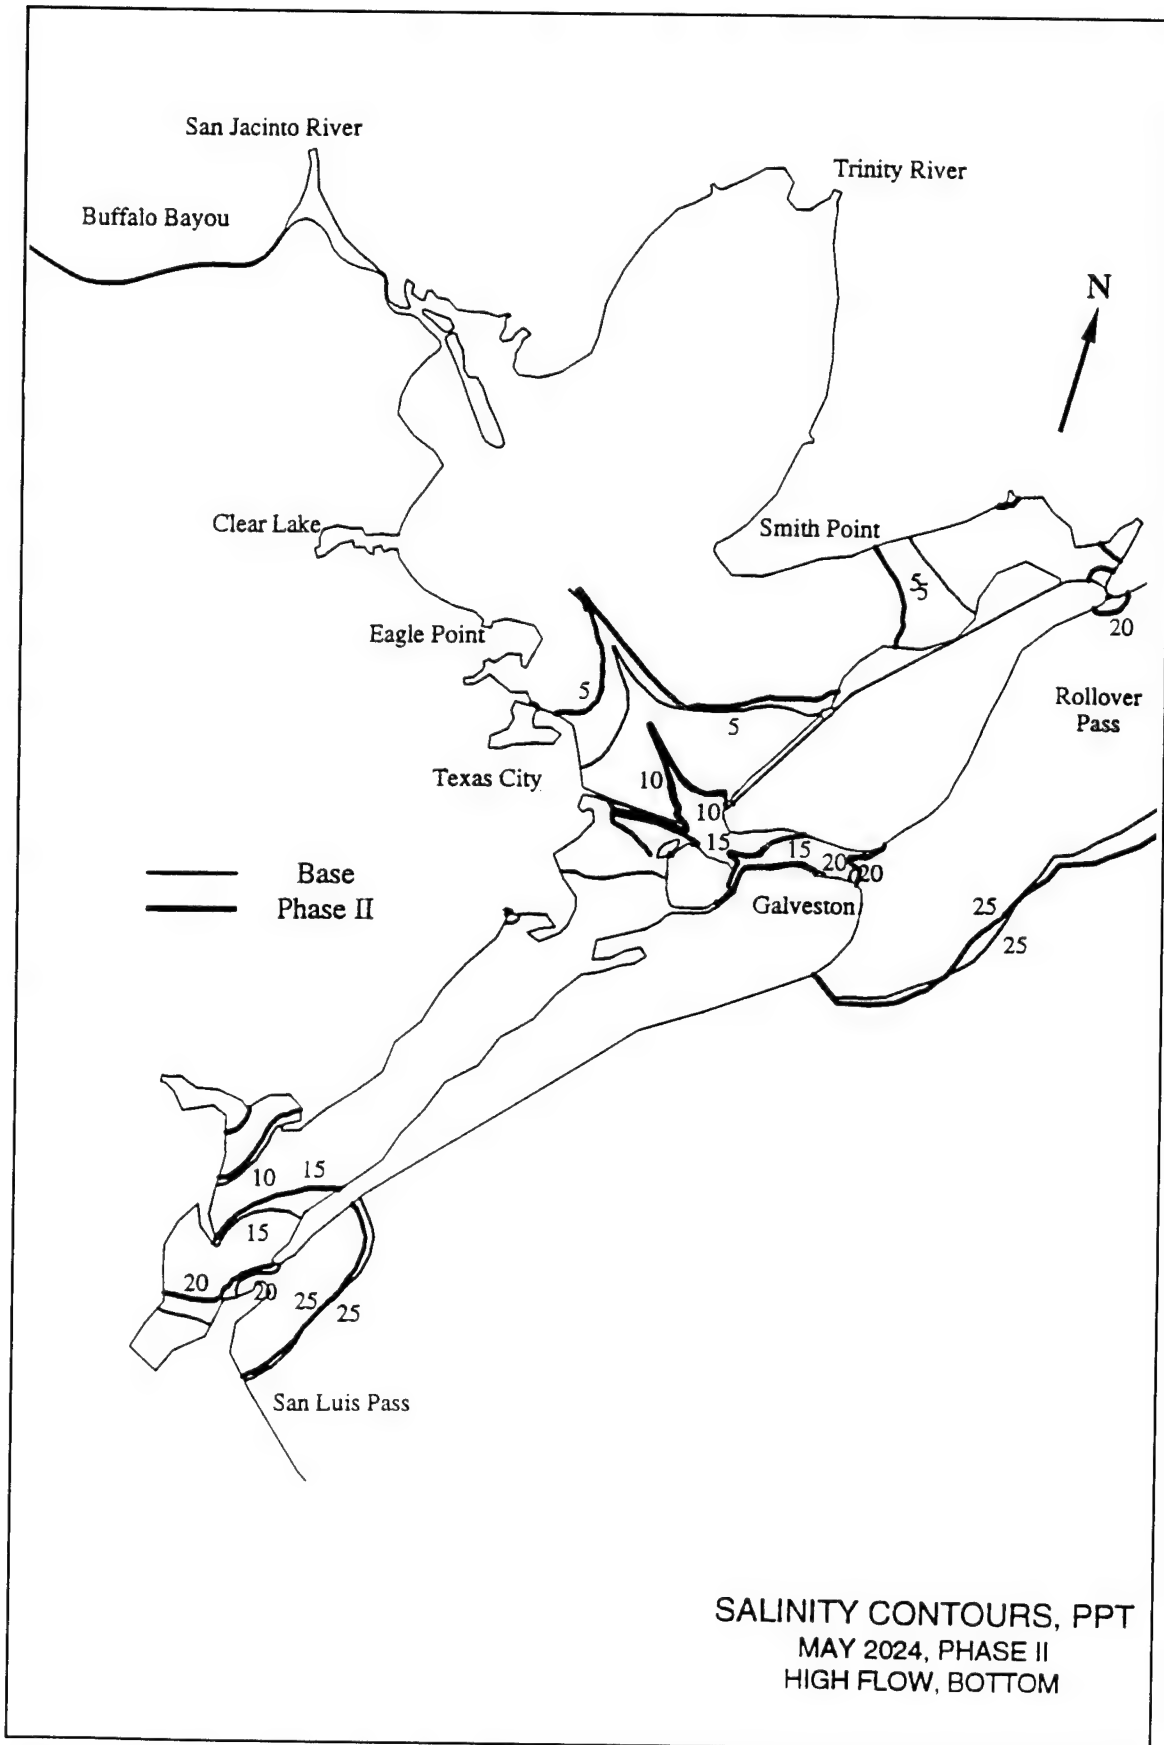 San Jacinto River
Trinity River
Buffalo Bayou
N
Clear Lake
Smith Point
5
5
20
Eagle Point
5
5
Rollover
Pass
Texas City
10
10
15
15
20
20
Base
Phase II
Galveston
25
25
10
15
15
20
20
25
25
San Luis Pass
SALINITY CONTOURS, PPT
MAY 2024, PHASE II
HIGH FLOW, BOTTOM